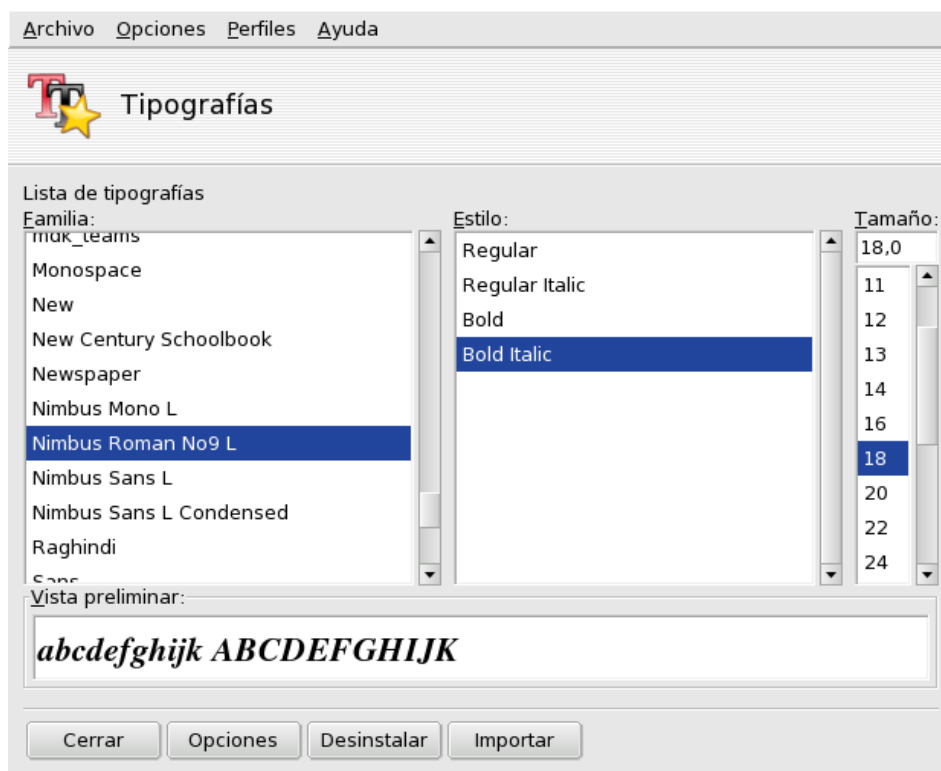 Archivo Opciones Perfiles Ayuda
Tipografías
Lista de tipografías
Familia:
mdk_teams
Monospace
New
New Century Schoolbook
Newspaper
Nimbus Mono L
Nimbus Roman No9 L
Nimbus Sans L
Nimbus Sans L Condensed
Raghindi
Sans
Estilo:
Regular
Regular Italic
Bold
Bold Italic
Tamaño:
18,0
11
12
13
14
16
18
20
22
24
Vista preliminar:
abcdefghijk ABCDEFGHIJK
Cerrar Opciones Desinstalar Importar